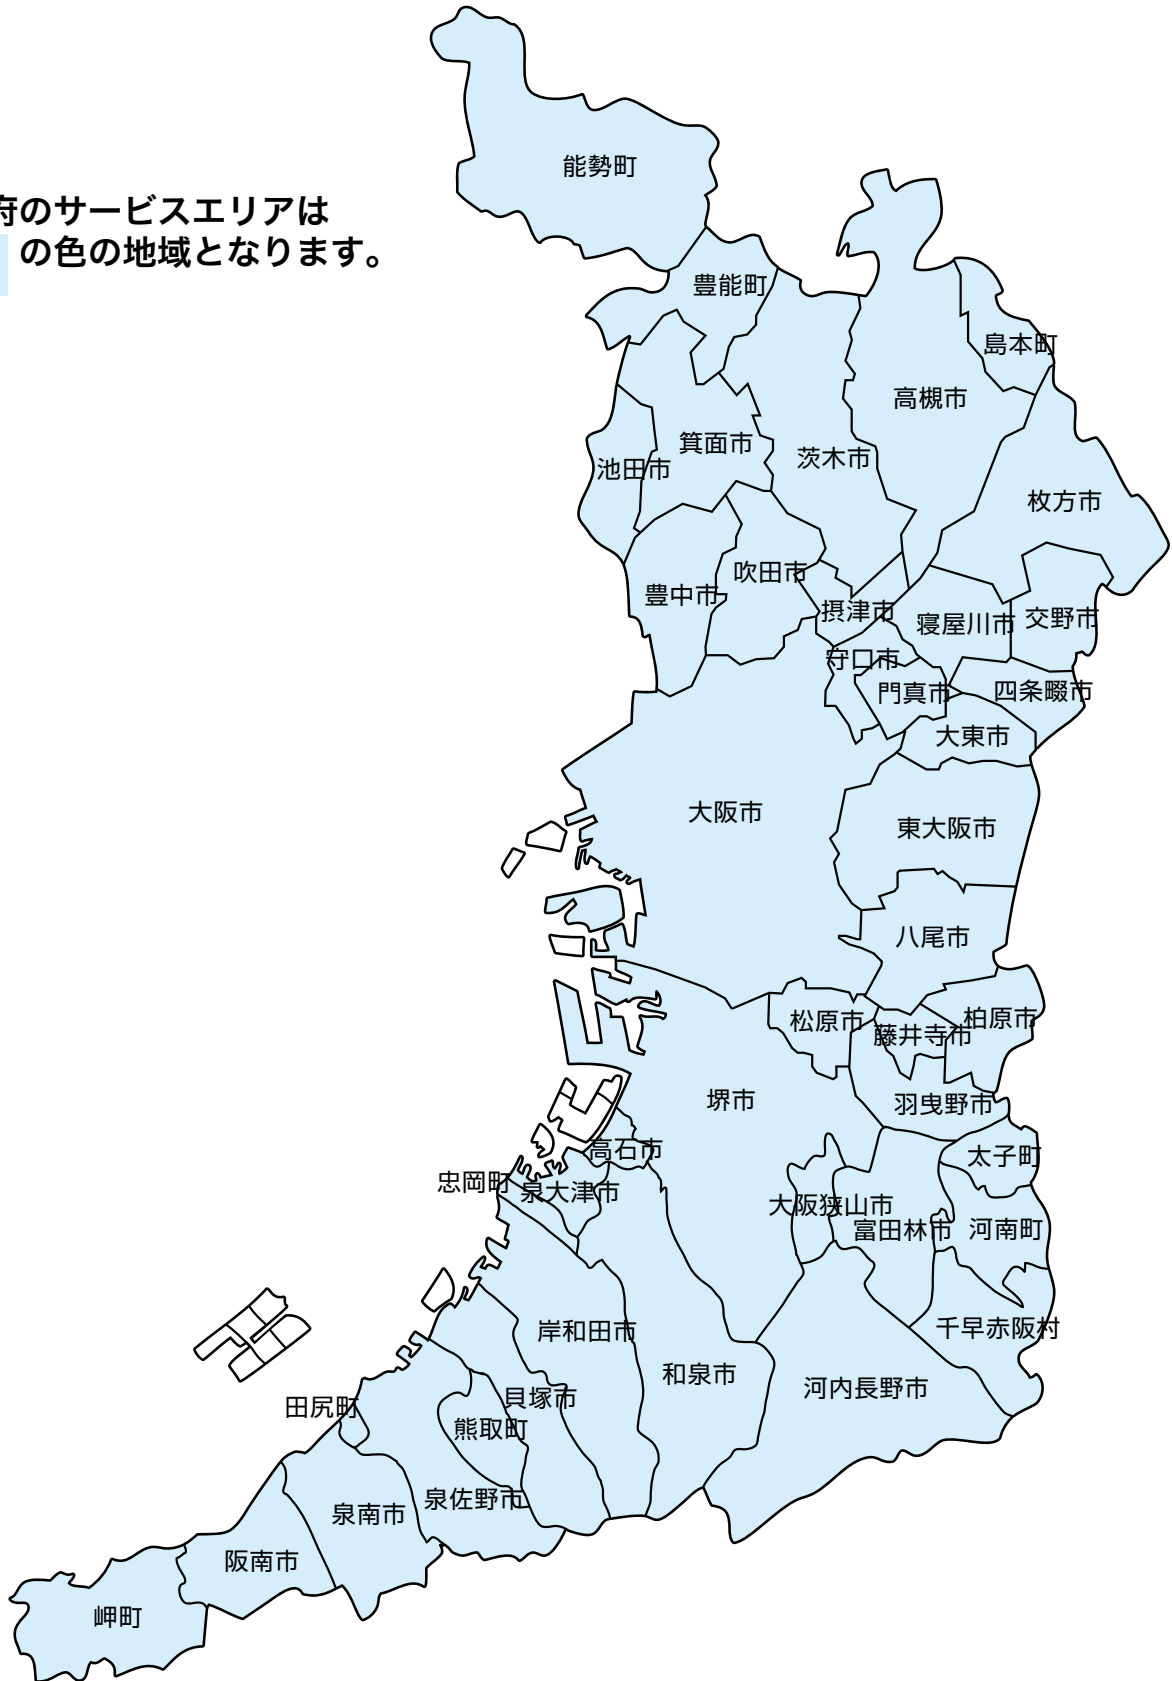 能勢町
府のサービスエリアは
の色の地域となります。
豊能町
島本町
高槻市
箕面市
茨木市
池田市
枚方市
吹田市
豊中市
摂津市
寝屋川市
交野市
守口市
門真市
四条畷市
大東市
大阪市
東大阪市
八尾市
松原市
藤井寺市
柏原市
堺市
羽曳野市
高石市
太子町
忠岡町
泉大津市
大阪狭山市
富田林市
河南町
岸和田市
千早赤阪村
和泉市
河内長野市
貝塚市
田尻町
熊取町
泉佐野市
泉南市
阪南市
岬町